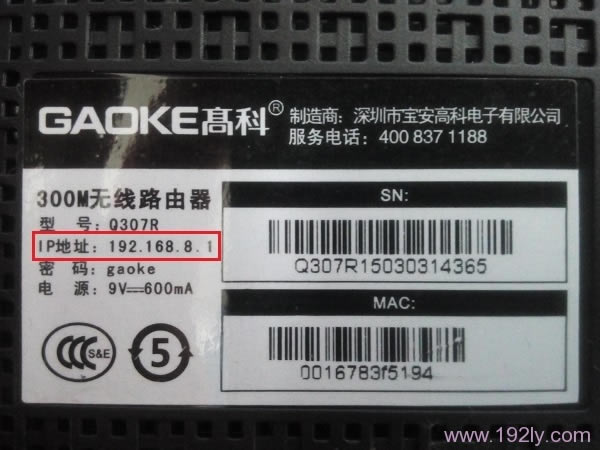 GAOKE高科® 制造商：深圳市宝安高科电子有限公司
服务电话：400 837 1188
300M无线路由器
型 号：Q307R
IP地址：192.168.8.1
密 码：gaoke
电 源：9V⎓600mA
CCC S&E
5
SN:
Q307R15030314365
MAC:
0016783f5194
www.192ly.com